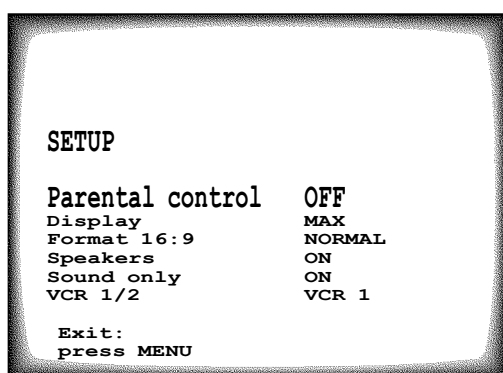 SETUP
Parental control OFF
Display MAX
Format 16:9 NORMAL
Speakers ON
Sound only ON
VCR 1/2 VCR 1
Exit:
press MENU